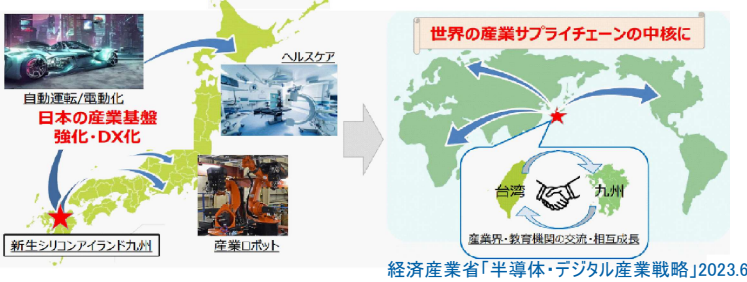 自動運転/電動化
日本の産業基盤
強化・DX化
ヘルスケア
産業ロボット
新生シリコンアイランド九州
世界の産業サプライチェーンの中核に
台湾
九州
産業界・教育機関の交流・相互成長
経済産業省「半導体・デジタル産業戦略」2023.6